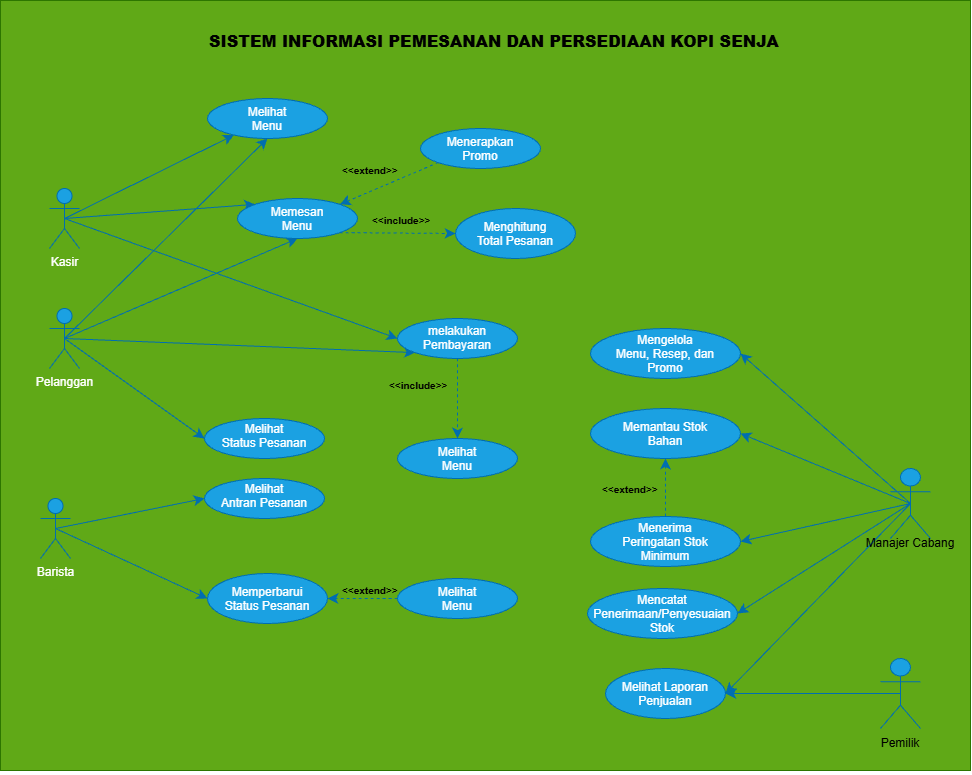 SISTEM INFORMASI PEMESANAN DAN PERSEDIAAN KOPI SENJA
Melihat
Menu
Menerapkan
Promo
<<extend>>
Memesan
Menu
<<include>>
Menghitung
Total Pesanan
Kasir
melakukan
Pembayaran
Pelanggan
<<include>>
Melihat
Status Pesanan
Melihat
Menu
Melihat
Antran Pesanan
Barista
Memperbarui
Status Pesanan
<<extend>>
Melihat
Menu
Mengelola
Menu, Resep, dan
Promo
Memantau Stok
Bahan
<<extend>>
Menerima
Peringatan Stok
Minimum
Manajer Cabang
Mencatat
Penerimaan/Penyesuaian
Stok
Melihat Laporan
Penjualan
Pemilik